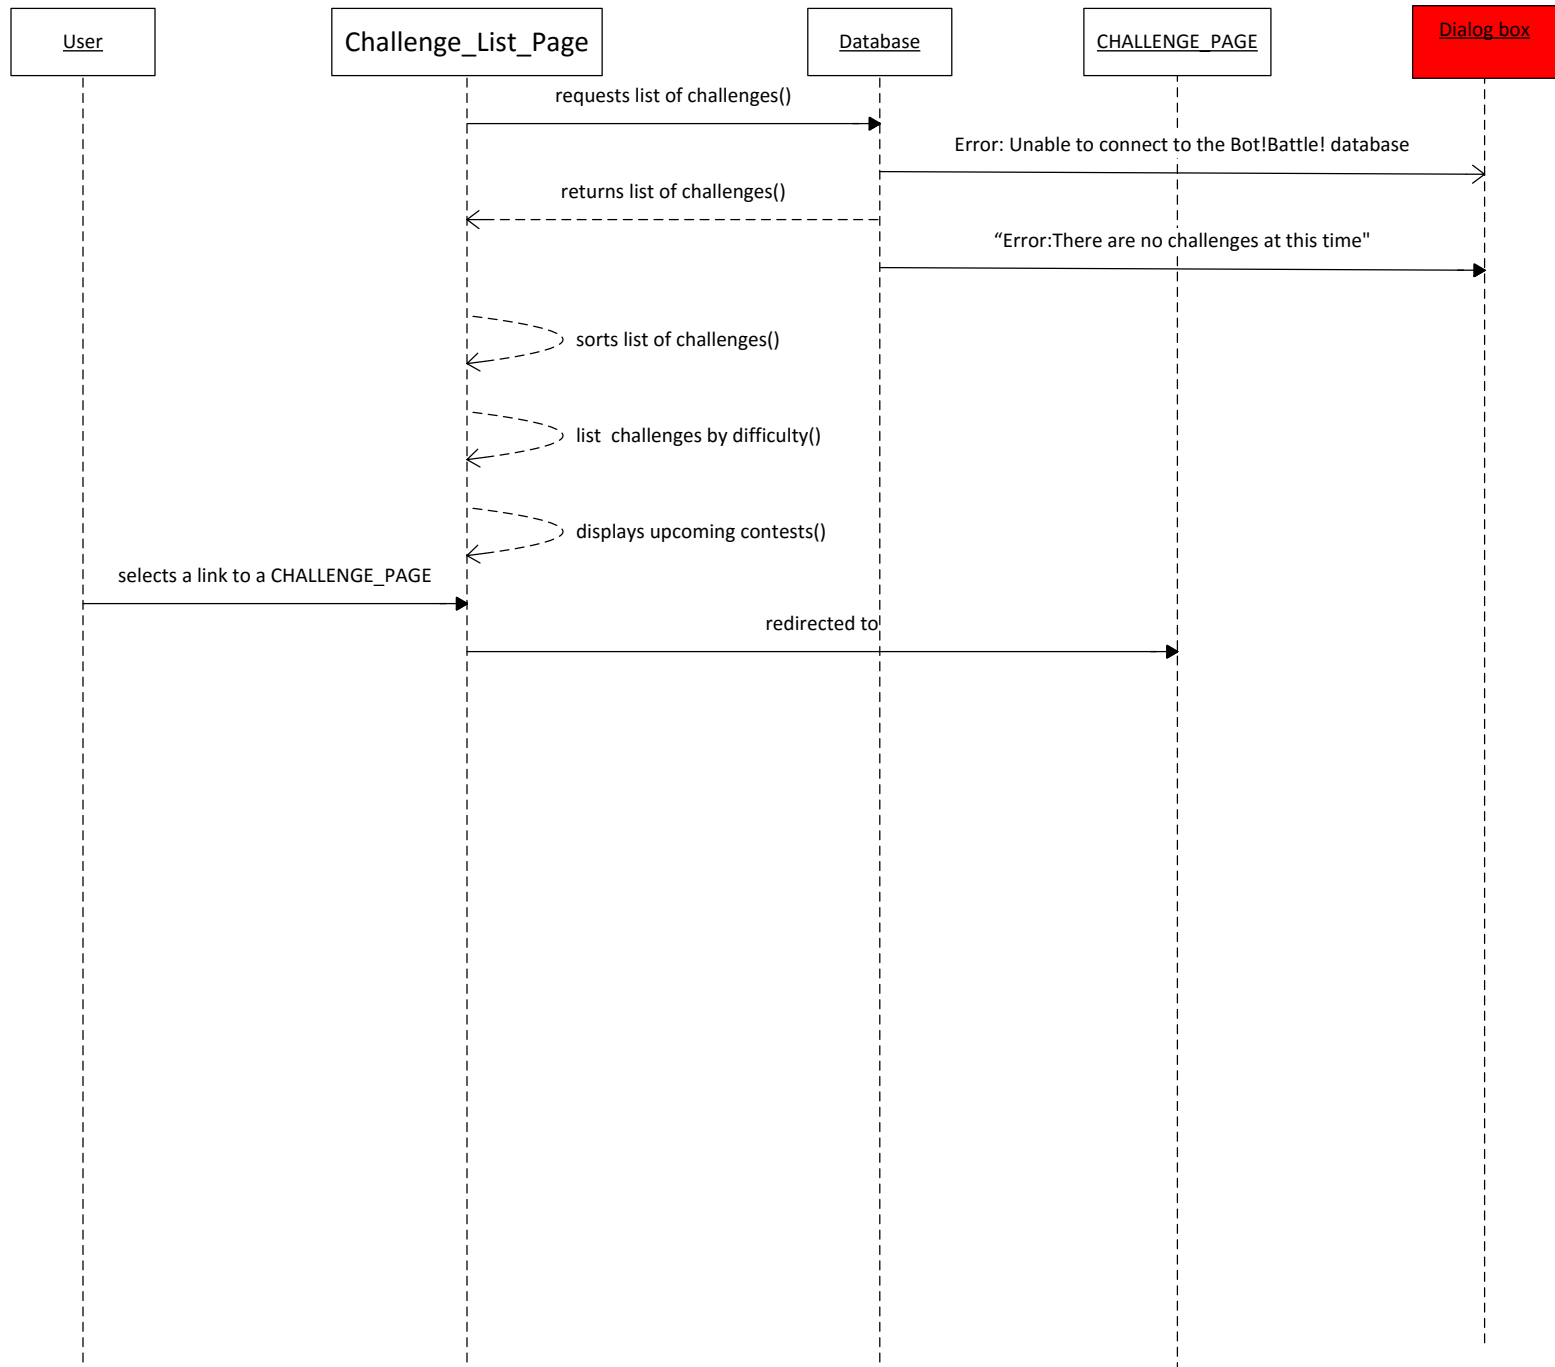 User
Challenge_List_Page
Database
CHALLENGE_PAGE
Dialog box
requests list of challenges()
Error: Unable to connect to the Bot!Battle! database
returns list of challenges()
“Error:There are no challenges at this time"
sorts list of challenges()
list  challenges by difficulty()
displays upcoming contests()
selects a link to a CHALLENGE_PAGE
redirected to